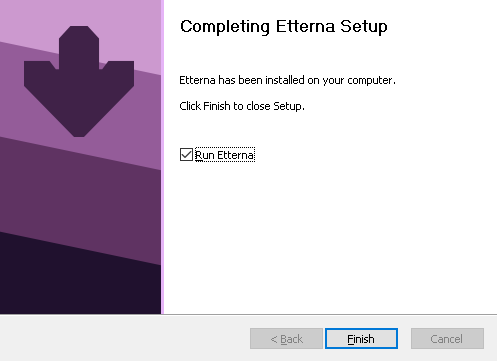 Completing Etterna Setup
Etterna has been installed on your computer.
Click Finish to close Setup.
Run Etterna
< Back
Finish
Cancel